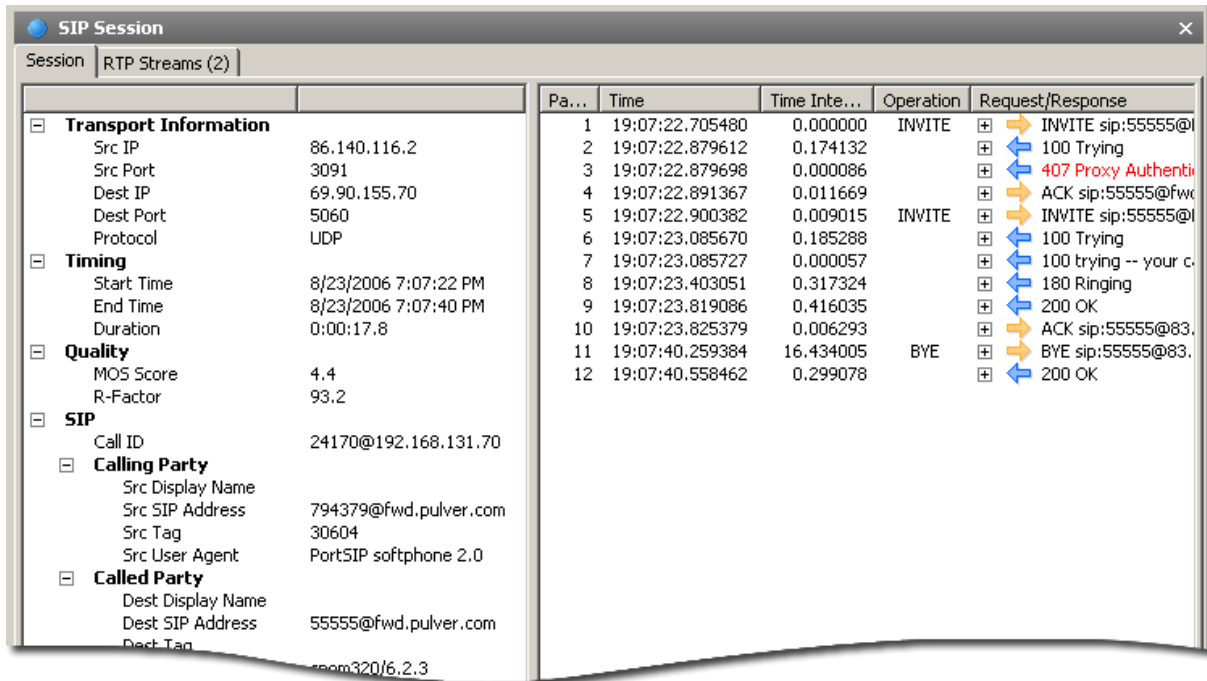 SIP Session
Session RTP Streams (2)
Pa... Time Time Inte... Operation Request/Response
Transport Information
Src IP 86.140.116.2
Src Port 3091
Dest IP 69.90.155.70
Dest Port 5060
Protocol UDP
Timing
Start Time 8/23/2006 7:07:22 PM
End Time 8/23/2006 7:07:40 PM
Duration 0:00:17.8
Quality
MOS Score 4.4
R-Factor 93.2
SIP
Call ID 24170@192.168.131.70
Calling Party
Src Display Name
Src SIP Address 794379@fwd.pulver.com
Src Tag 30604
Src User Agent PortSIP softphone 2.0
Called Party
Dest Display Name
Dest SIP Address 55555@fwd.pulver.com
Dest Tag
snom320/6.2.3
1 19:07:22.705480 0.000000 INVITE INVITE sip:55555@
2 19:07:22.879612 0.174132 100 Trying
3 19:07:22.879698 0.000086 407 Proxy Authenti
4 19:07:22.891367 0.011669 ACK sip:55555@fwd
5 19:07:22.900382 0.009015 INVITE INVITE sip:55555@
6 19:07:23.085670 0.185288 100 Trying
7 19:07:23.085727 0.000057 100 trying -- your ca
8 19:07:23.403051 0.317324 180 Ringing
9 19:07:23.819086 0.416035 200 OK
10 19:07:23.825379 0.006293 ACK sip:55555@83.
11 19:07:40.259384 16.434005 BYE BYE sip:55555@83.
12 19:07:40.558462 0.299078 200 OK